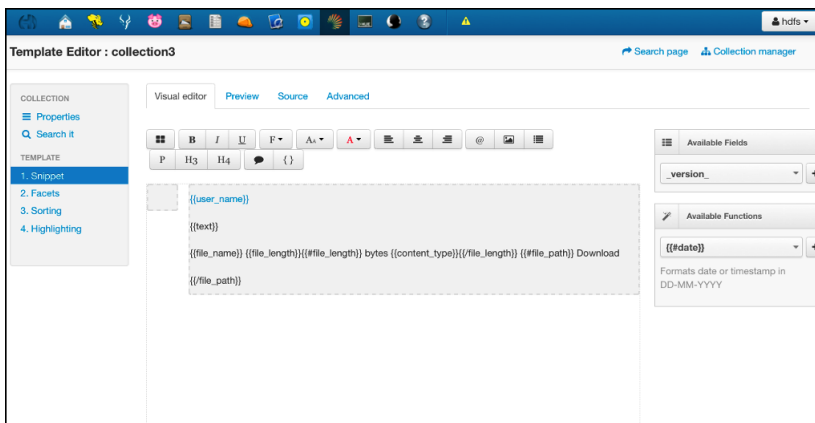 hdfs
Template Editor : collection3
Search page
Collection manager
COLLECTION
Properties
Search it
TEMPLATE
1. Snippet
2. Facets
3. Sorting
4. Highlighting
Visual editor
Preview
Source
Advanced
B I U F A A A @
P H3 H4 { }
{{user_name}}
{{text}}
{{file_name}} {{file_length}}{{#file_length}} bytes {{content_type}}{{/file_length}} {{#file_path}} Download
{{/file_path}}
Available Fields
_version_
Available Functions
{{#date}}
Formats date or timestamp in
DD-MM-YYYY